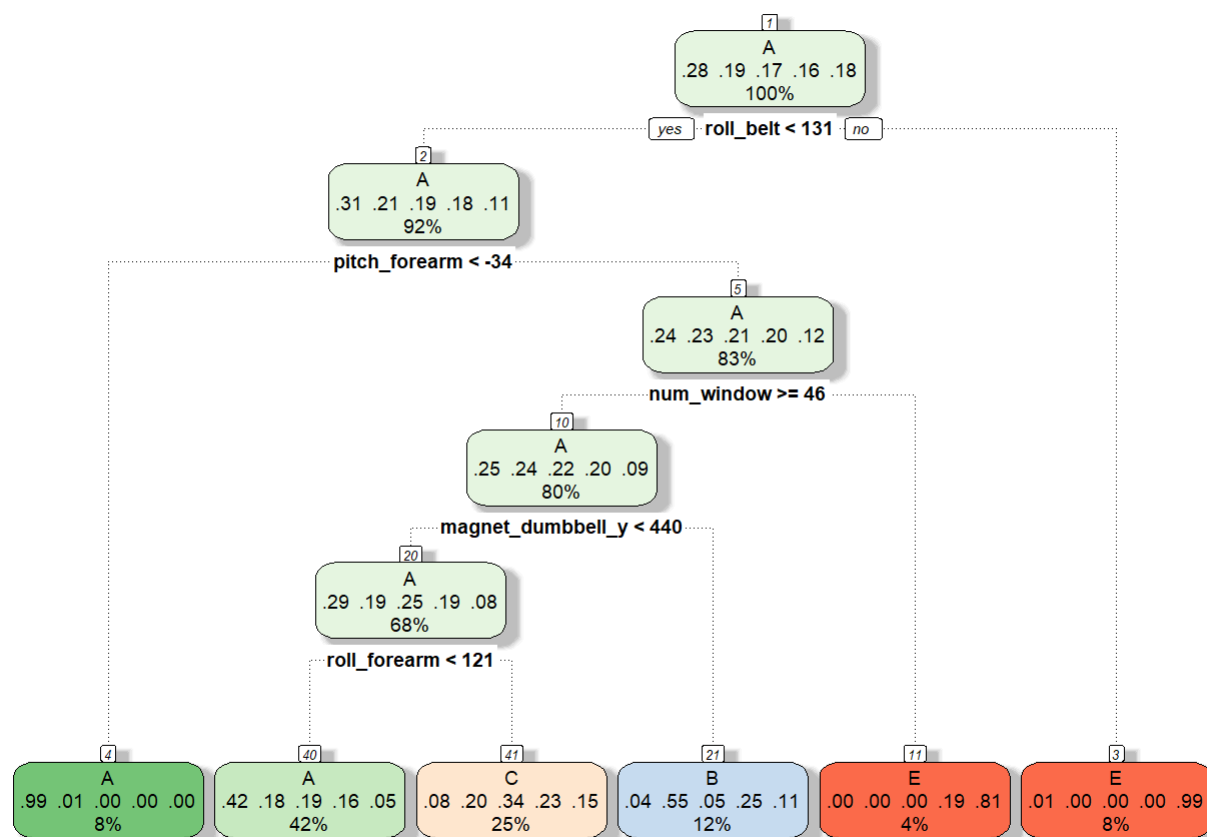 1
A
.28 .19 .17 .16 .18
100%
yes roll_belt < 131 no
2
A
.31 .21 .19 .18 .11
92%
pitch_forearm < -34
5
A
.24 .23 .21 .20 .12
83%
num_window >= 46
10
A
.25 .24 .22 .20 .09
80%
magnet_dumbbell_y < 440
20
A
.29 .19 .25 .19 .08
68%
roll_forearm < 121
4
A
.99 .01 .00 .00 .00
8%
40
A
.42 .18 .19 .16 .05
42%
41
C
.08 .20 .34 .23 .15
25%
21
B
.04 .55 .05 .25 .11
12%
11
E
.00 .00 .00 .19 .81
4%
3
E
.01 .00 .00 .00 .99
8%